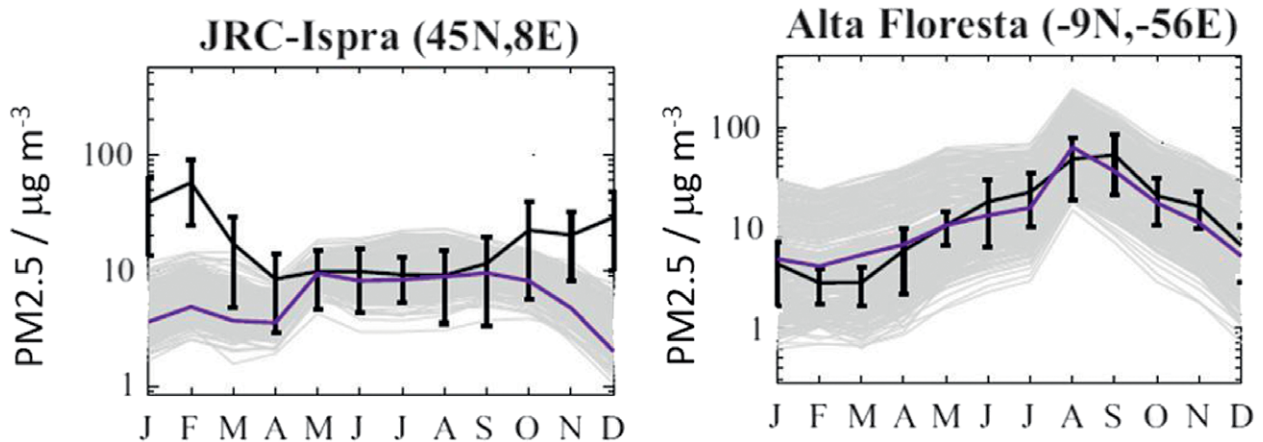 JRC-Ispra (45N,8E)
PM2.5 / µg m-3
100
10
1
J F M A M J J A S O N D
Alta Floresta (-9N,-56E)
PM2.5 / µg m-3
100
10
1
J F M A M J J A S O N D